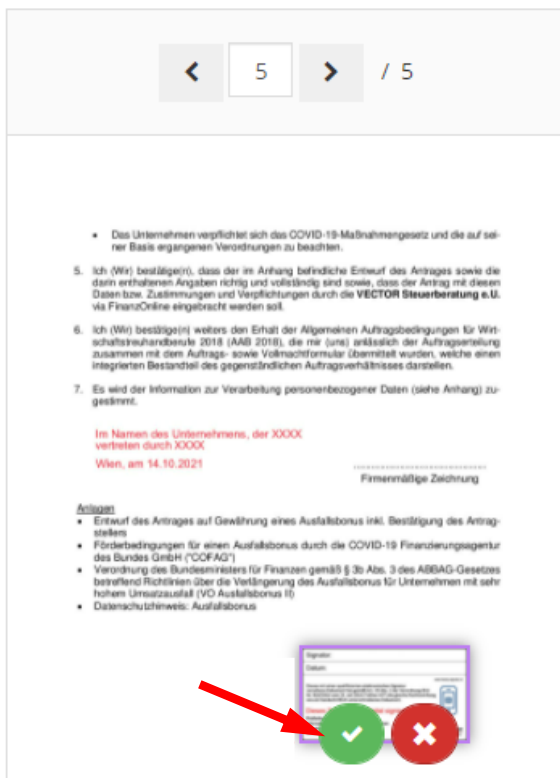 5 / 5
• Das Unternehmen verpflichtet sich das COVID-19-Maßnahmengesetz und die auf sei-
ner Basis ergangenen Verordnungen zu beachten.
5. Ich (Wir) bestätige(n), dass der im Anhang befindliche Entwurf des Antrages sowie die
darin enthaltenen Angaben richtig und vollständig sind sowie, dass der Antrag mit diesen
Daten bzw. Zustimmungen und Verpflichtungen durch die VECTOR Steuerberatung e.U.
via FinanzOnline eingebracht werden soll.
6. Ich (Wir) bestätige(n) weiters den Erhalt der Allgemeinen Auftragsbedingungen für Wirt-
schaftstreuhandberufe 2018 (AAB 2018), die mir (uns) anlässlich der Auftragserteilung
zusammen mit dem Auftrags- sowie Vollmachtformular übermittelt wurden, welche einen
integrierten Bestandteil des gegenständlichen Auftragsverhältnisses darstellen.
7. Es wird der Information zur Verarbeitung personenbezogener Daten (siehe Anhang) zu-
gestimmt.
Im Namen des Unternehmens, der XXXX
vertreten durch XXXX
Wien, am 14.10.2021
Firmenmäßige Zeichnung
Anlagen
• Entwurf des Antrages auf Gewährung eines Ausfallsbonus inkl. Bestätigung des Antrag-
stellers
• Förderbedingungen für einen Ausfallsbonus durch die COVID-19 Finanzierungsagentur
des Bundes GmbH ("COFAG")
• Verordnung des Bundesministers für Finanzen gemäß § 3b Abs. 3 des ABBAG-Gesetzes
betreffend Richtlinien über die Verlängerung des Ausfallsbonus für Unternehmen mit sehr
hohem Umsatzausfall (VO Ausfallsbonus II)
• Datenschutzhinweis: Ausfallsbonus
Signator:
Datum: